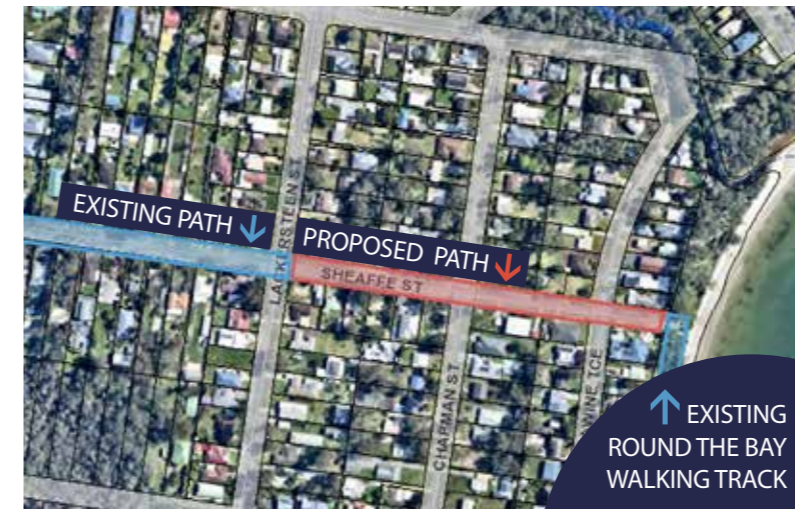 EXISTING PATH
PROPOSED PATH
SHEAFFE ST
CHAPMAN ST
EXISTING
ROUND THE BAY
WALKING TRACK